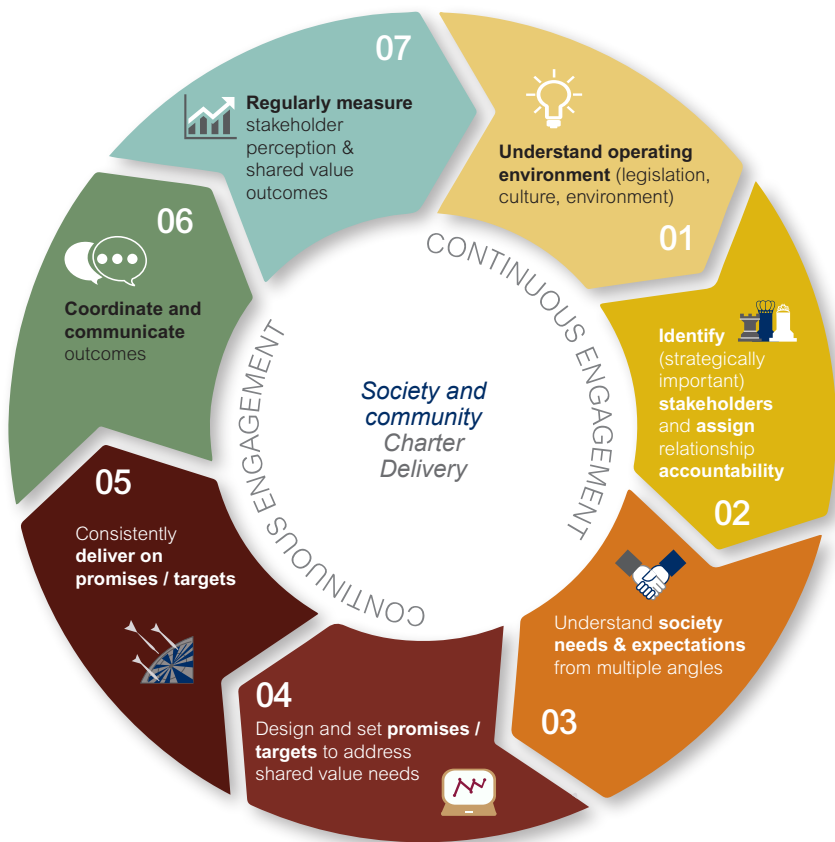 01
Understand operating
environment (legislation,
culture, environment)
02
Identify
(strategically
important)
stakeholders
and assign
relationship
accountability
03
Understand society
needs & expectations
from multiple angles
04
Design and set promises /
targets to address
shared value needs
05
Consistently
deliver on
promises / targets
06
Coordinate and
communicate
outcomes
07
Regularly measure
stakeholder
perception &
shared value
outcomes
CONTINUOUS ENGAGEMENT
CONTINUOUS ENGAGEMENT
Society and
community
Charter
Delivery